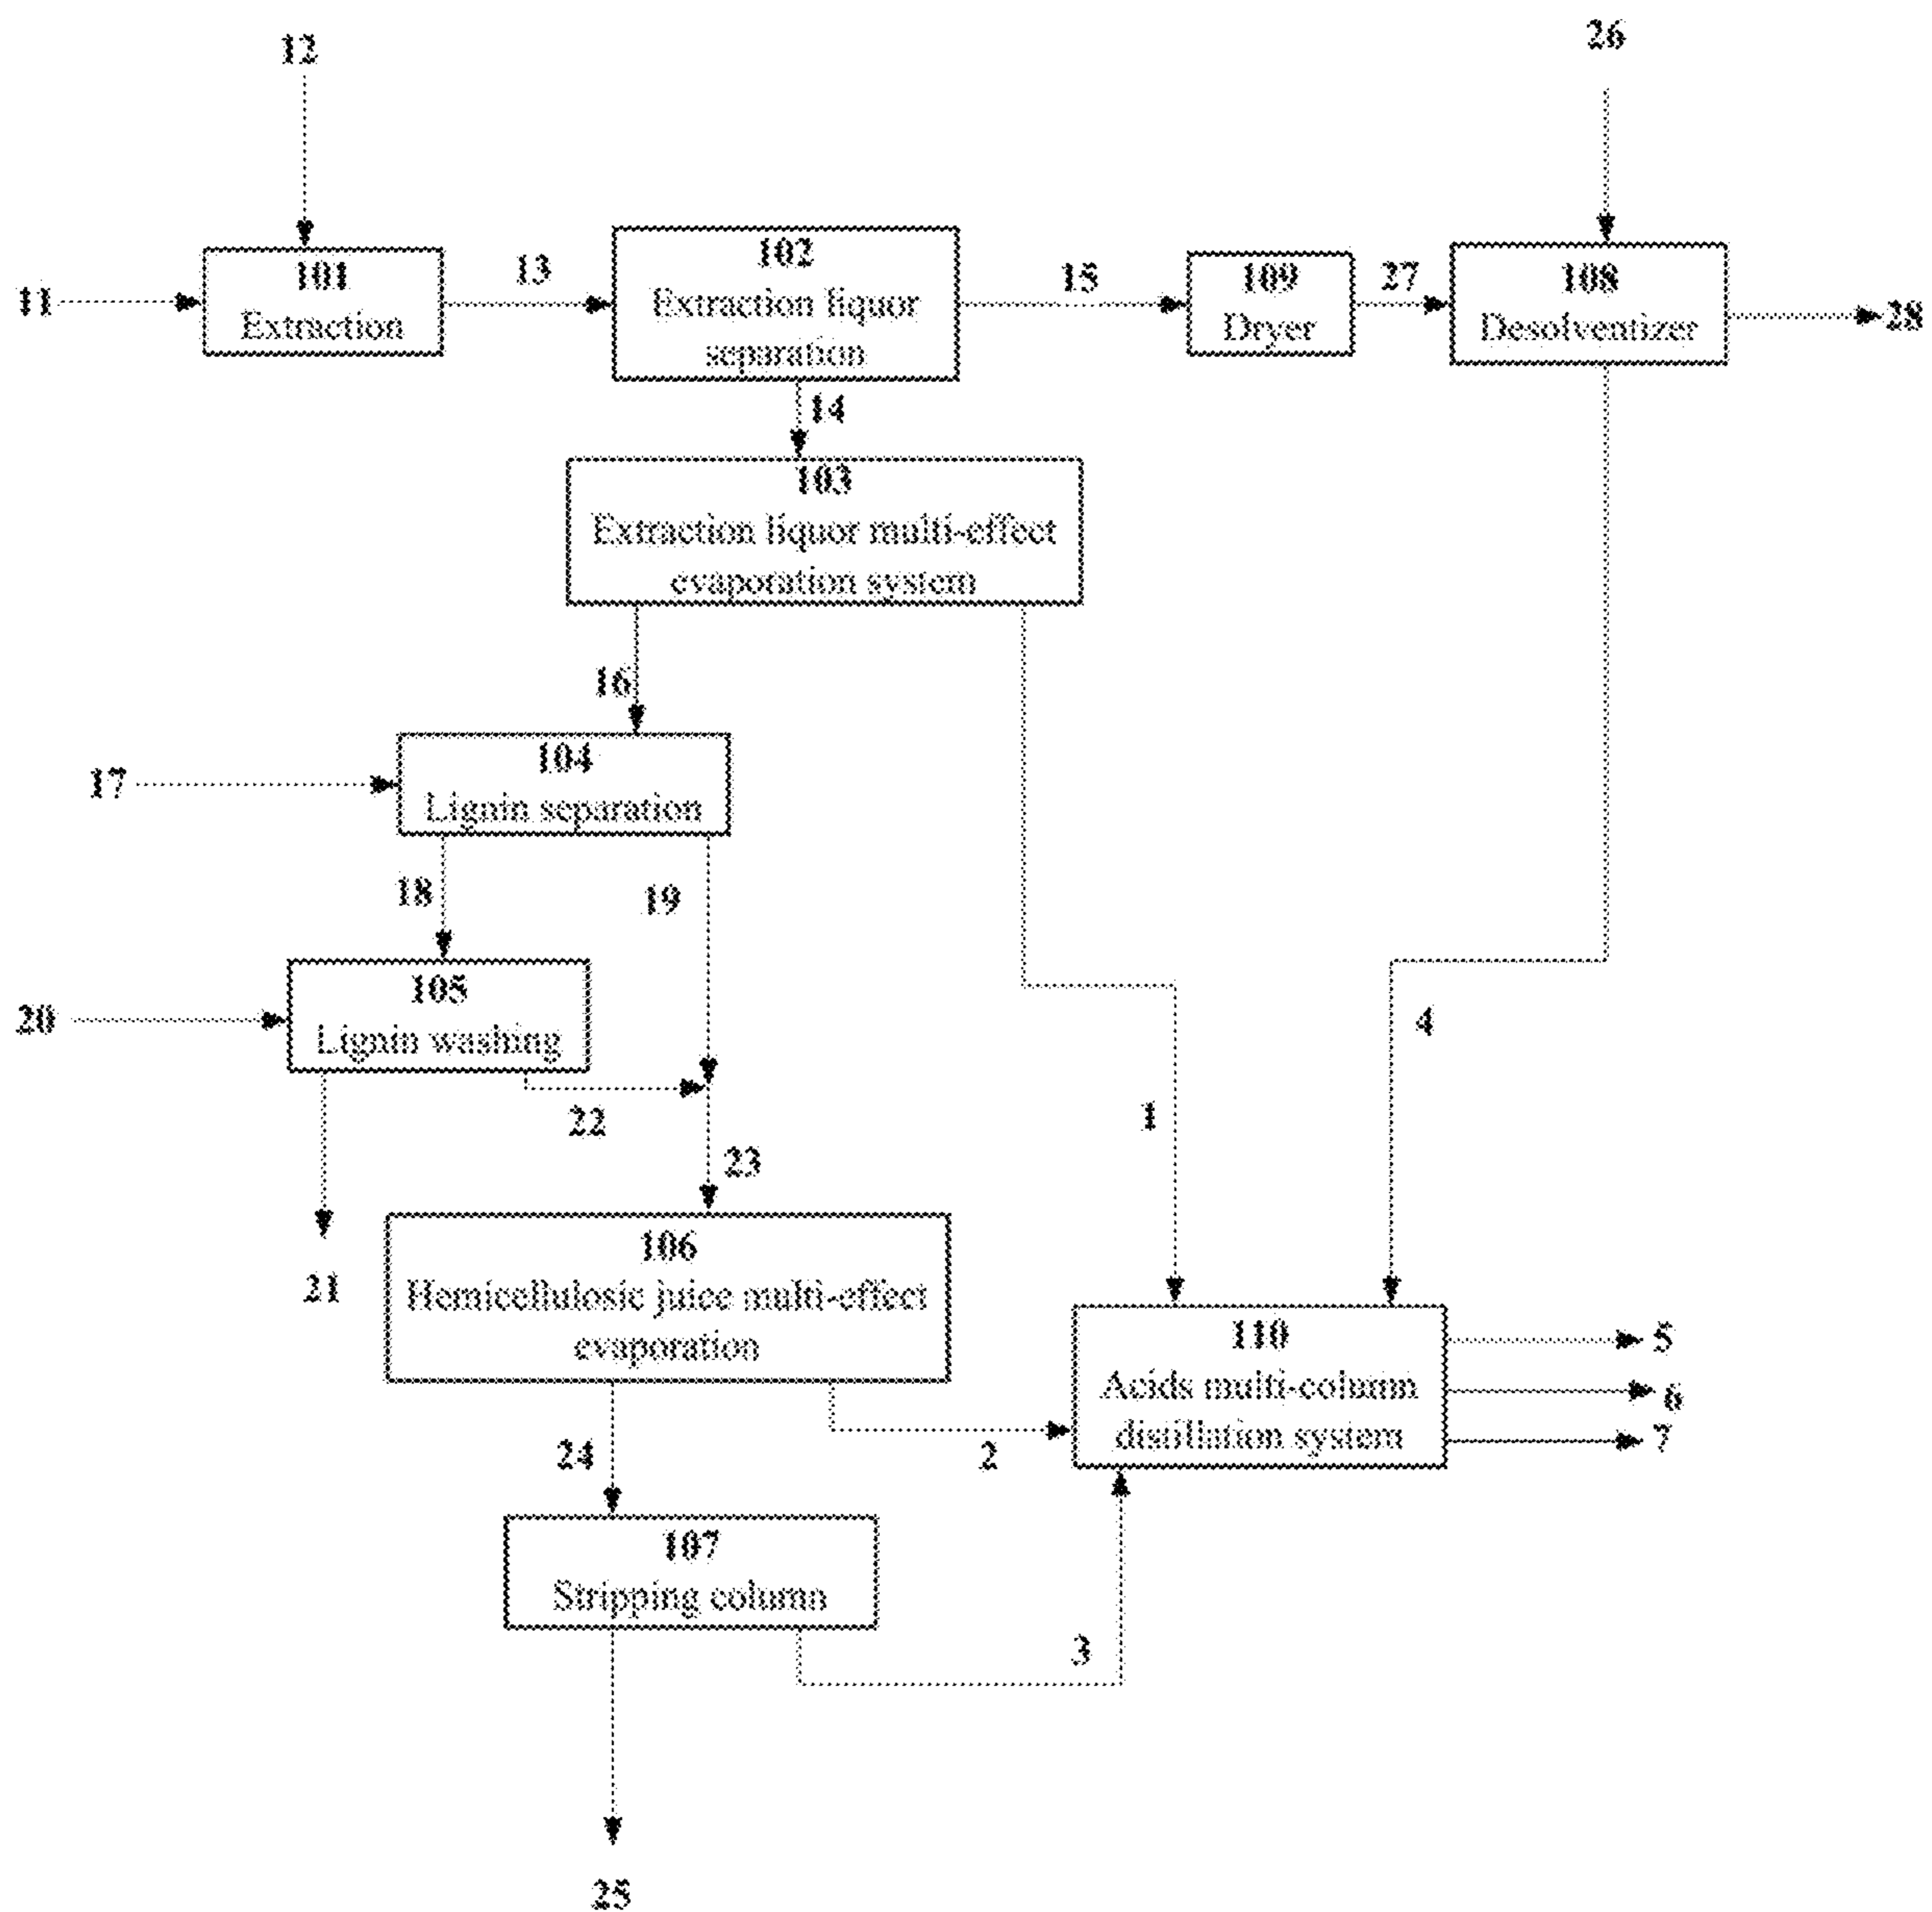 12
26
101
Extraction
11
13
102
Extraction liquor
separation
15
109
Dryer
27
108
Desolventizer
28
14
103
Extraction liquor multi-effect
evaporation system
16
104
Lignin separation
17
18
19
105
Lignin washing
20
4
1
22
23
21
106
Hemicellulosic juice multi-effect
evaporation
110
Acids multi-column
distillation system
5
6
7
24
2
107
Stripping column
3
25